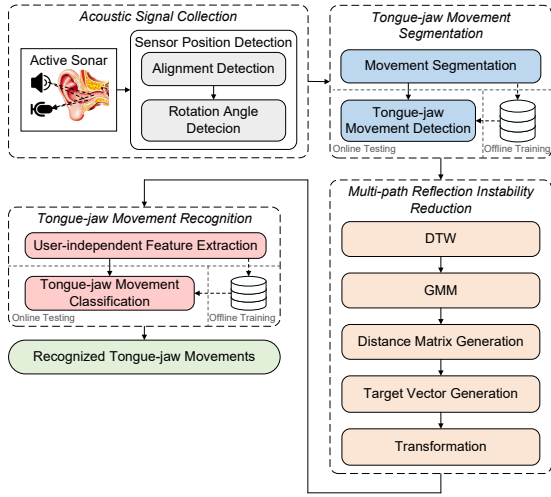 Acoustic Signal Collection
Active Sonar
Sensor Position Detection
Alignment Detection
Rotation Angle
Detecion
Tongue-jaw Movement
Segmentation
Movement Segmentation
Tongue-jaw
Movement Detection
Online Testing
Offline Training
Multi-path Reflection Instability
Reduction
DTW
GMM
Distance Matrix Generation
Target Vector Generation
Transformation
Tongue-jaw Movement Recognition
User-independent Feature Extraction
Tongue-jaw Movement
Classification
Online Testing
Offline Training
Recognized Tongue-jaw Movements